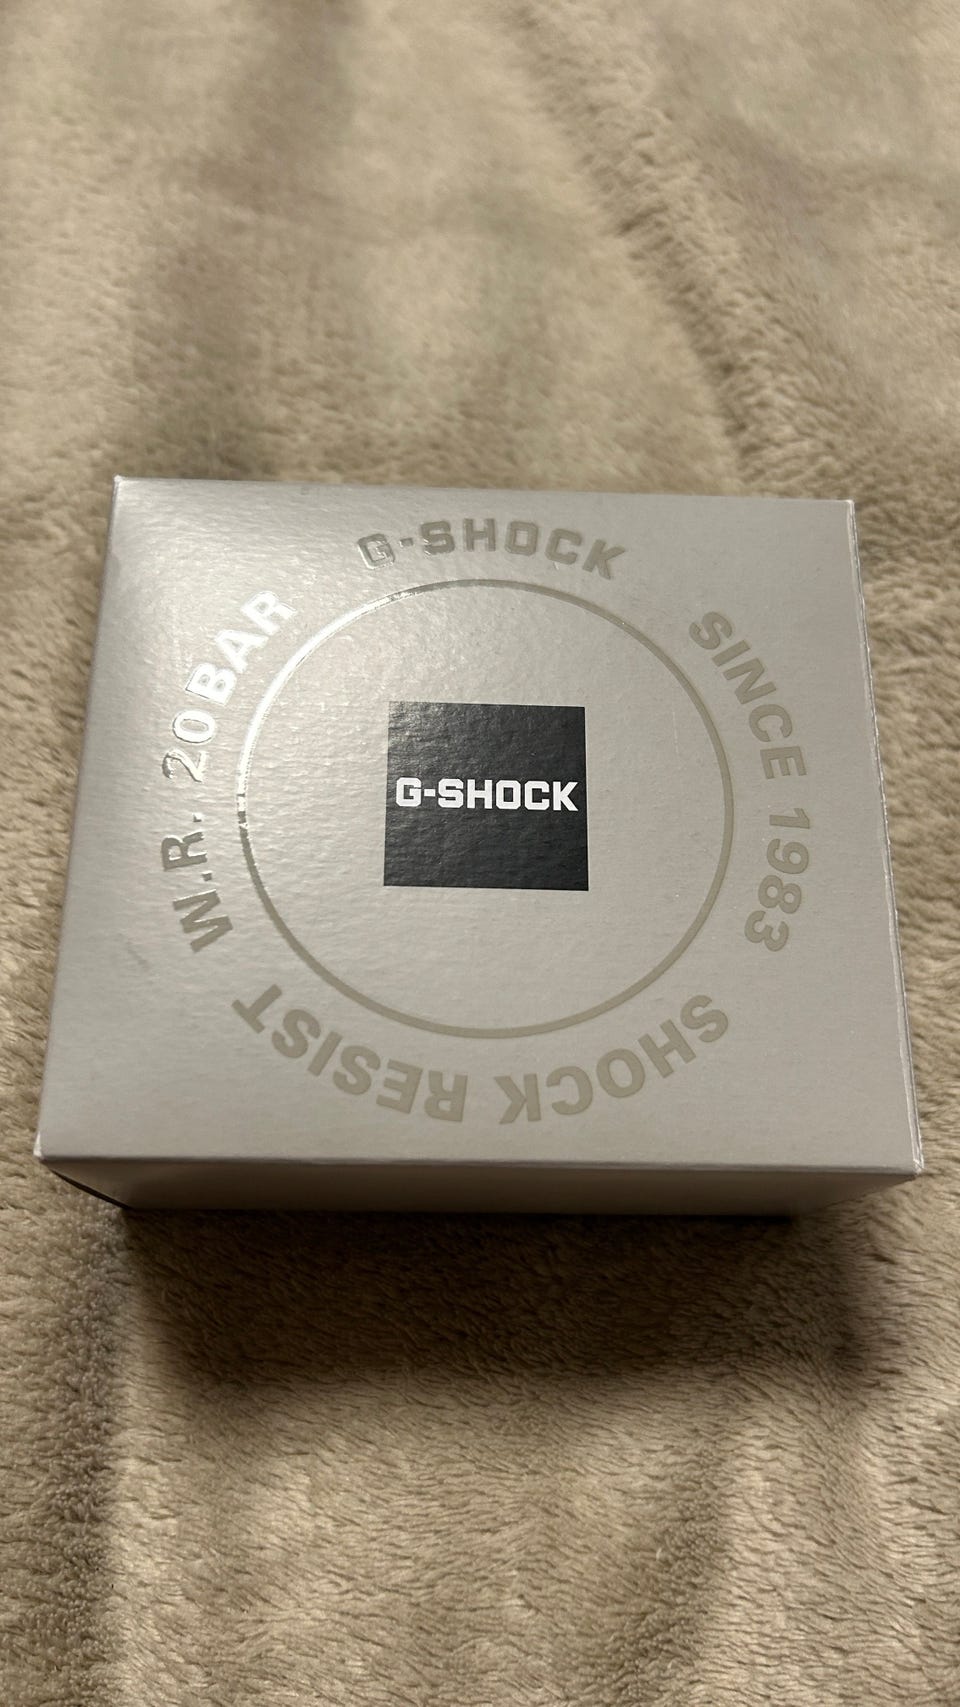 G-SHOCK
SINCE 1983
SHOCK RESIST
W.R. 20BAR
G-SHOCK